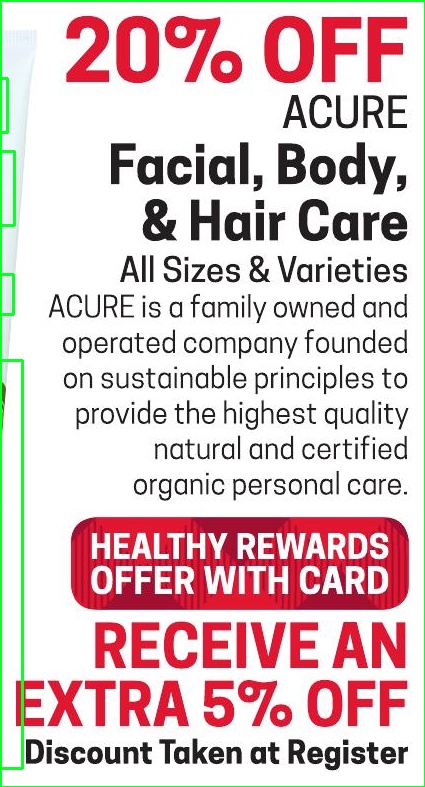 20% OFF
ACURE
Facial, Body,
& Hair Care
All Sizes & Varieties
ACURE is a family owned and
operated company founded
on sustainable principles to
provide the highest quality
natural and certified
organic personal care.
HEALTHY REWARDS
OFFER WITH CARD
RECEIVE AN
EXTRA 5% OFF
Discount Taken at Register